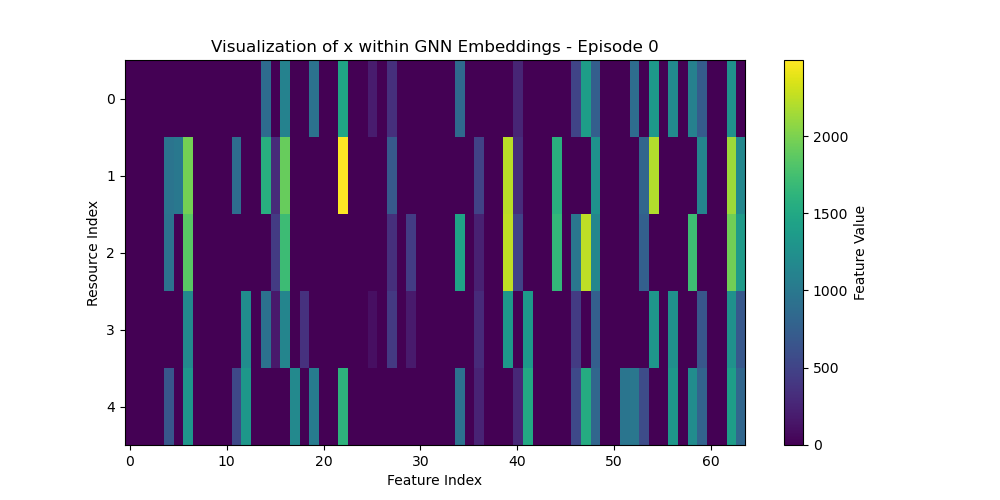 Visualization of x within GNN Embeddings - Episode 0
Resource Index
0
1
2
3
4
0 10 20 30 40 50 60
Feature Index
2000
1500
1000
500
0
Feature Value